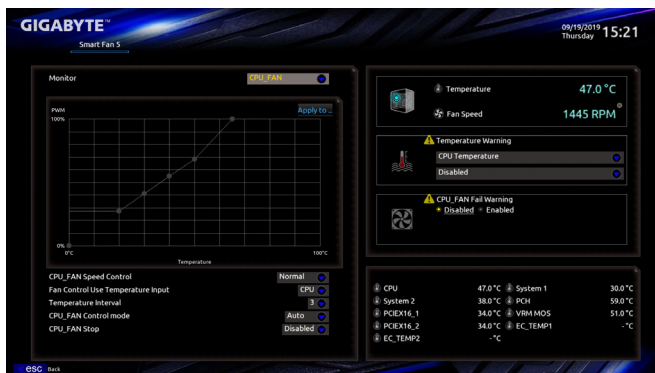 GIGABYTE™
09/19/2019 15:21
Thursday
Smart Fan 5
Monitor CPU_FAN
PWM
100%
Apply to ..
0%
0°C 100°C
Temperature
CPU_FAN Speed Control Normal
Fan Control Use Temperature Input CPU
Temperature Interval 3
CPU_FAN Control mode Auto
CPU_FAN Stop Disabled
Temperature 47.0 °C
Fan Speed 1445 RPM
Temperature Warning
CPU Temperature
Disabled
CPU_FAN Fail Warning
Disabled Enabled
CPU 47.0°C System 1 30.0°C
System 2 38.0°C PCH 59.0°C
PCIEX16_1 34.0°C VRM MOS 51.0°C
PCIEX16_2 34.0°C EC_TEMP1 -°C
EC_TEMP2 -°C
esc Back